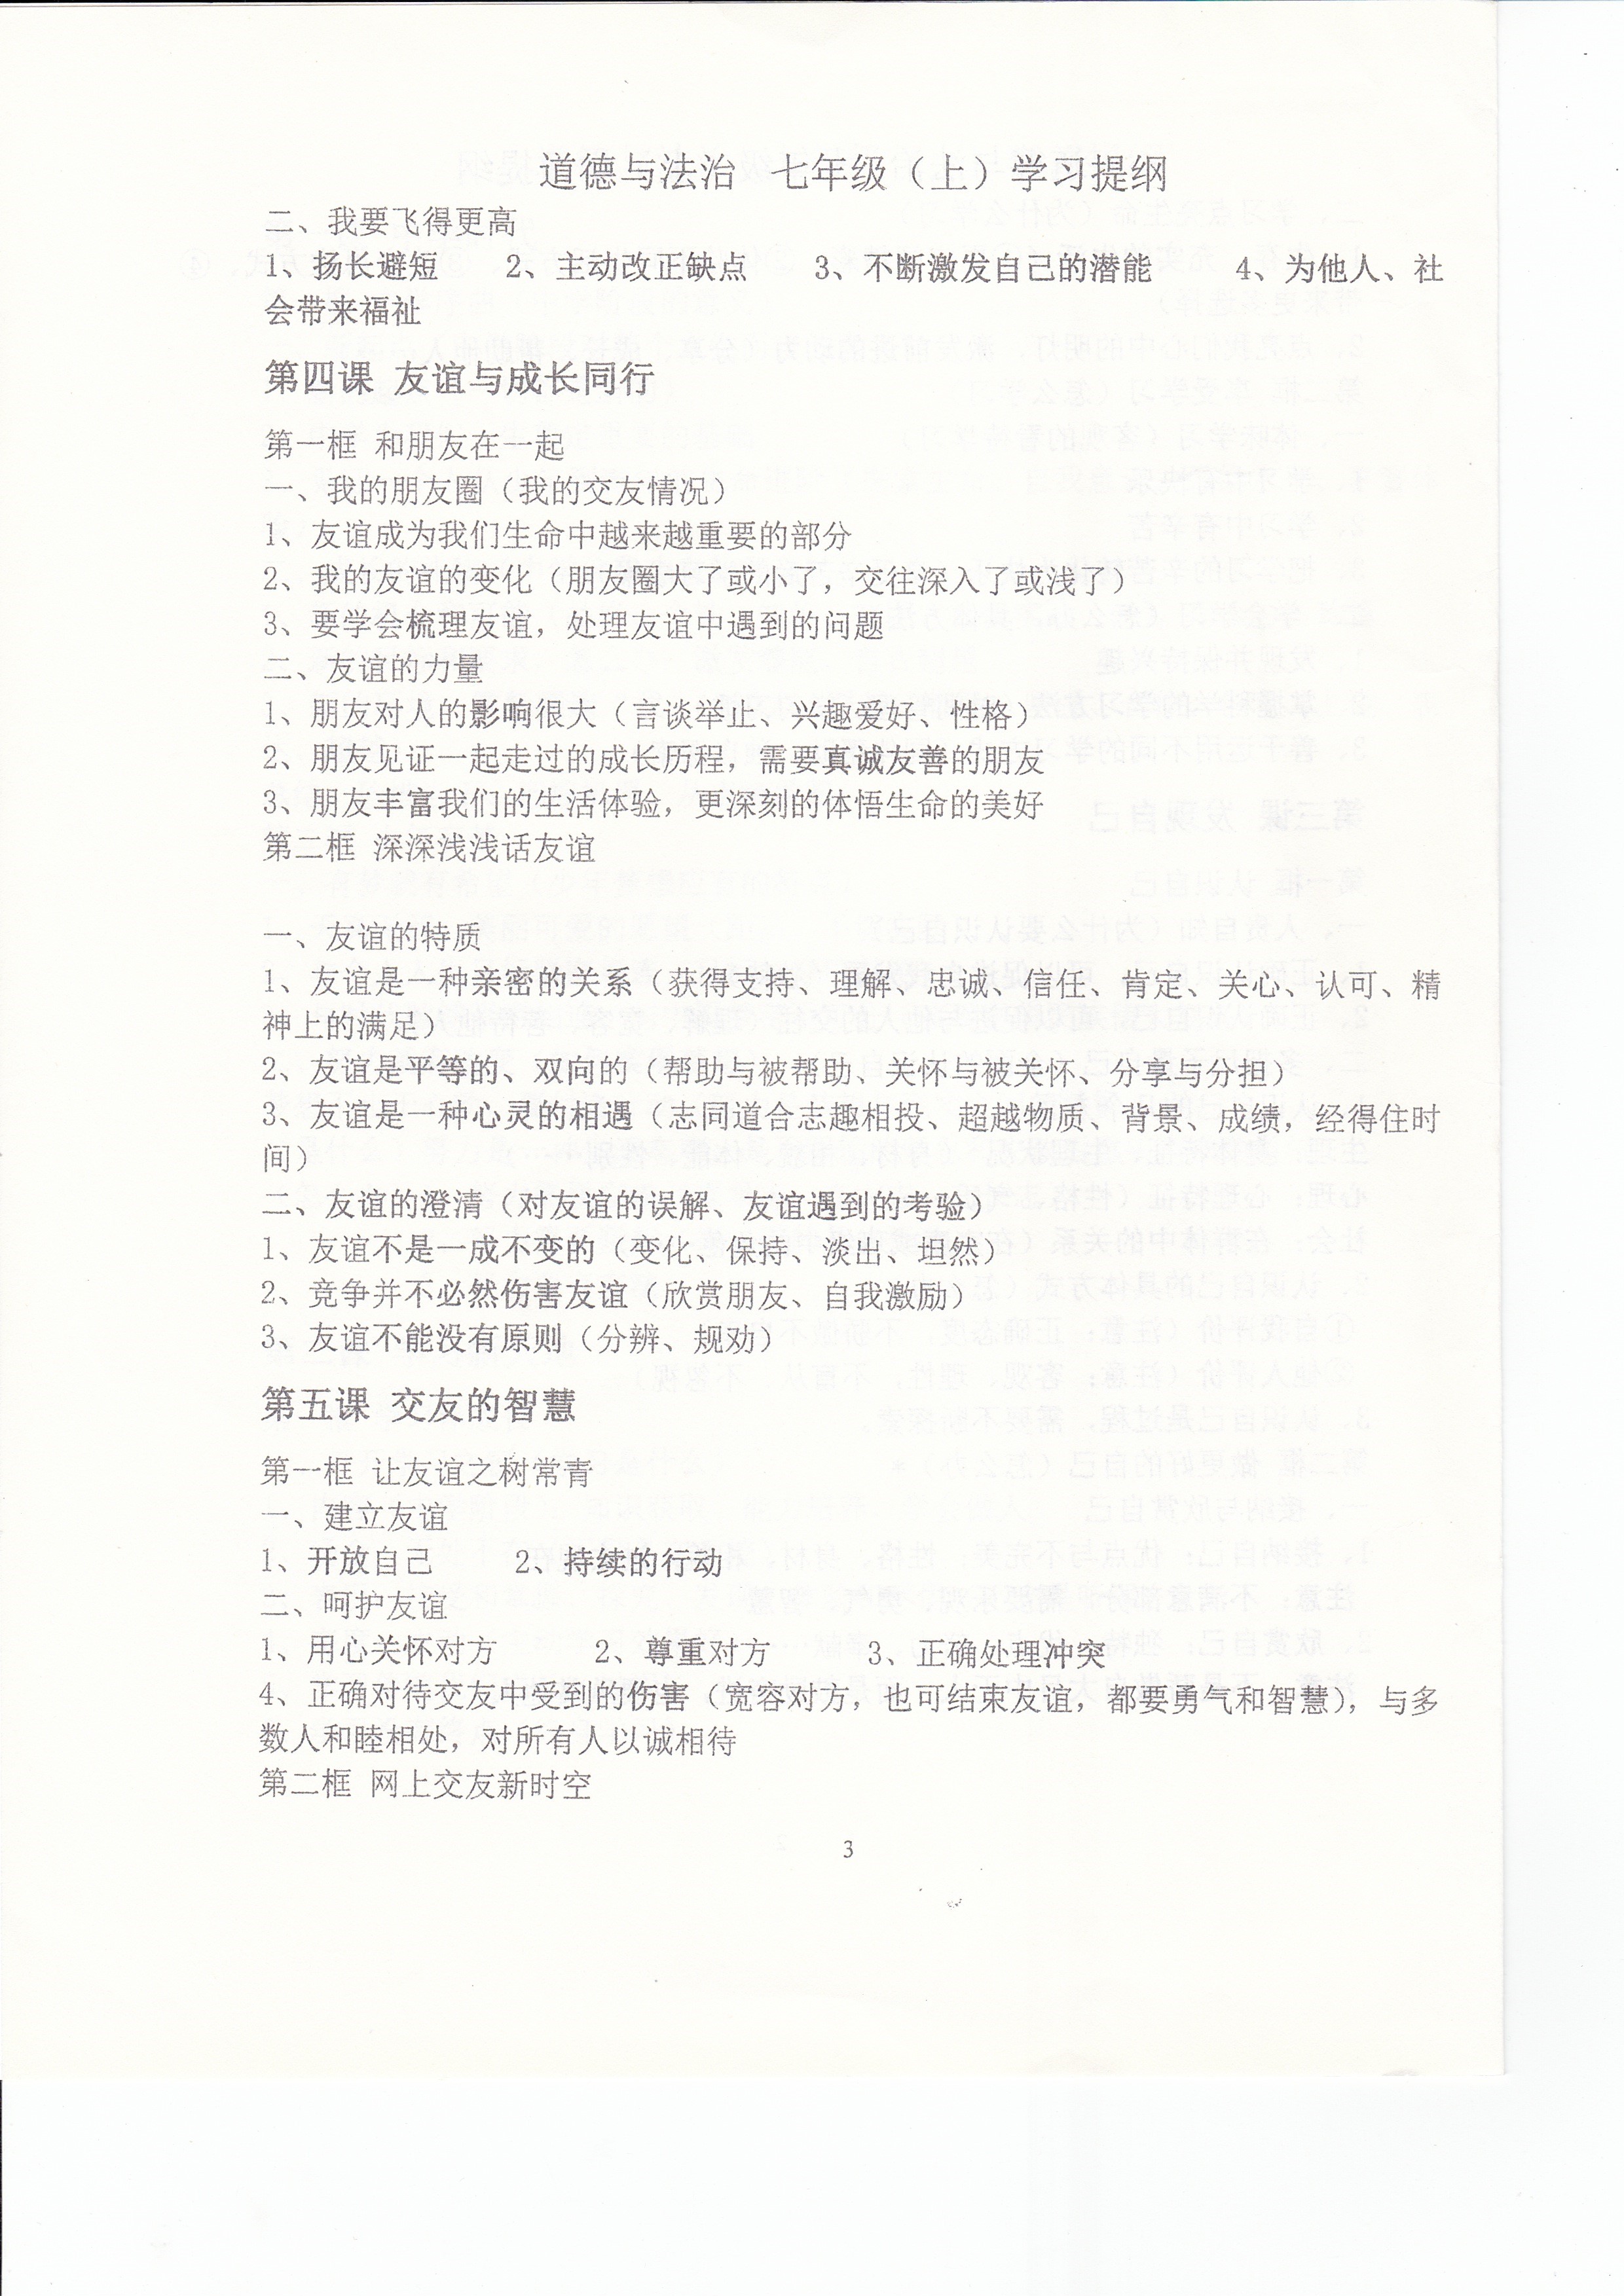 道德与法治 七年级（上）学习提纲
二、我要飞得更高
1、扬长避短 2、主动改正缺点 3、不断激发自己的潜能 4、为他人、社
会带来福祉
第四课 友谊与成长同行
第一框 和朋友在一起
一、我的朋友圈（我的交友情况）
1、友谊成为我们生命中越来越重要的部分
2、我的友谊的变化（朋友圈大了或小了，交往深入了或浅了）
3、要学会梳理友谊，处理友谊中遇到的问题
二、友谊的力量
1、朋友对人的影响很大（言谈举止、兴趣爱好、性格）
2、朋友见证一起走过的成长历程，需要真诚友善的朋友
3、朋友丰富我们的生活体验，更深刻的体悟生命的美好
第二框 深深浅浅话友谊
一、友谊的特质
1、友谊是一种亲密的关系（获得支持、理解、忠诚、信任、肯定、关心、认可、精
神上的满足）
2、友谊是平等的、双向的（帮助与被帮助、关怀与被关怀、分享与分担）
3、友谊是一种心灵的相遇（志同道合志趣相投、超越物质、背景、成绩，经得住时
间）
二、友谊的澄清（对友谊的误解、友谊遇到的考验）
1、友谊不是一成不变的（变化、保持、淡出、坦然）
2、竞争并不必然伤害友谊（欣赏朋友、自我激励）
3、友谊不能没有原则（分辨、规劝）
第五课 交友的智慧
第一框 让友谊之树常青
一、建立友谊
1、开放自己 2、持续的行动
二、呵护友谊
1、用心关怀对方 2、尊重对方 3、正确处理冲突
4、正确对待交友中受到的伤害（宽容对方，也可结束友谊，都要勇气和智慧），与多
数人和睦相处，对所有人以诚相待
第二框 网上交友新时空
3